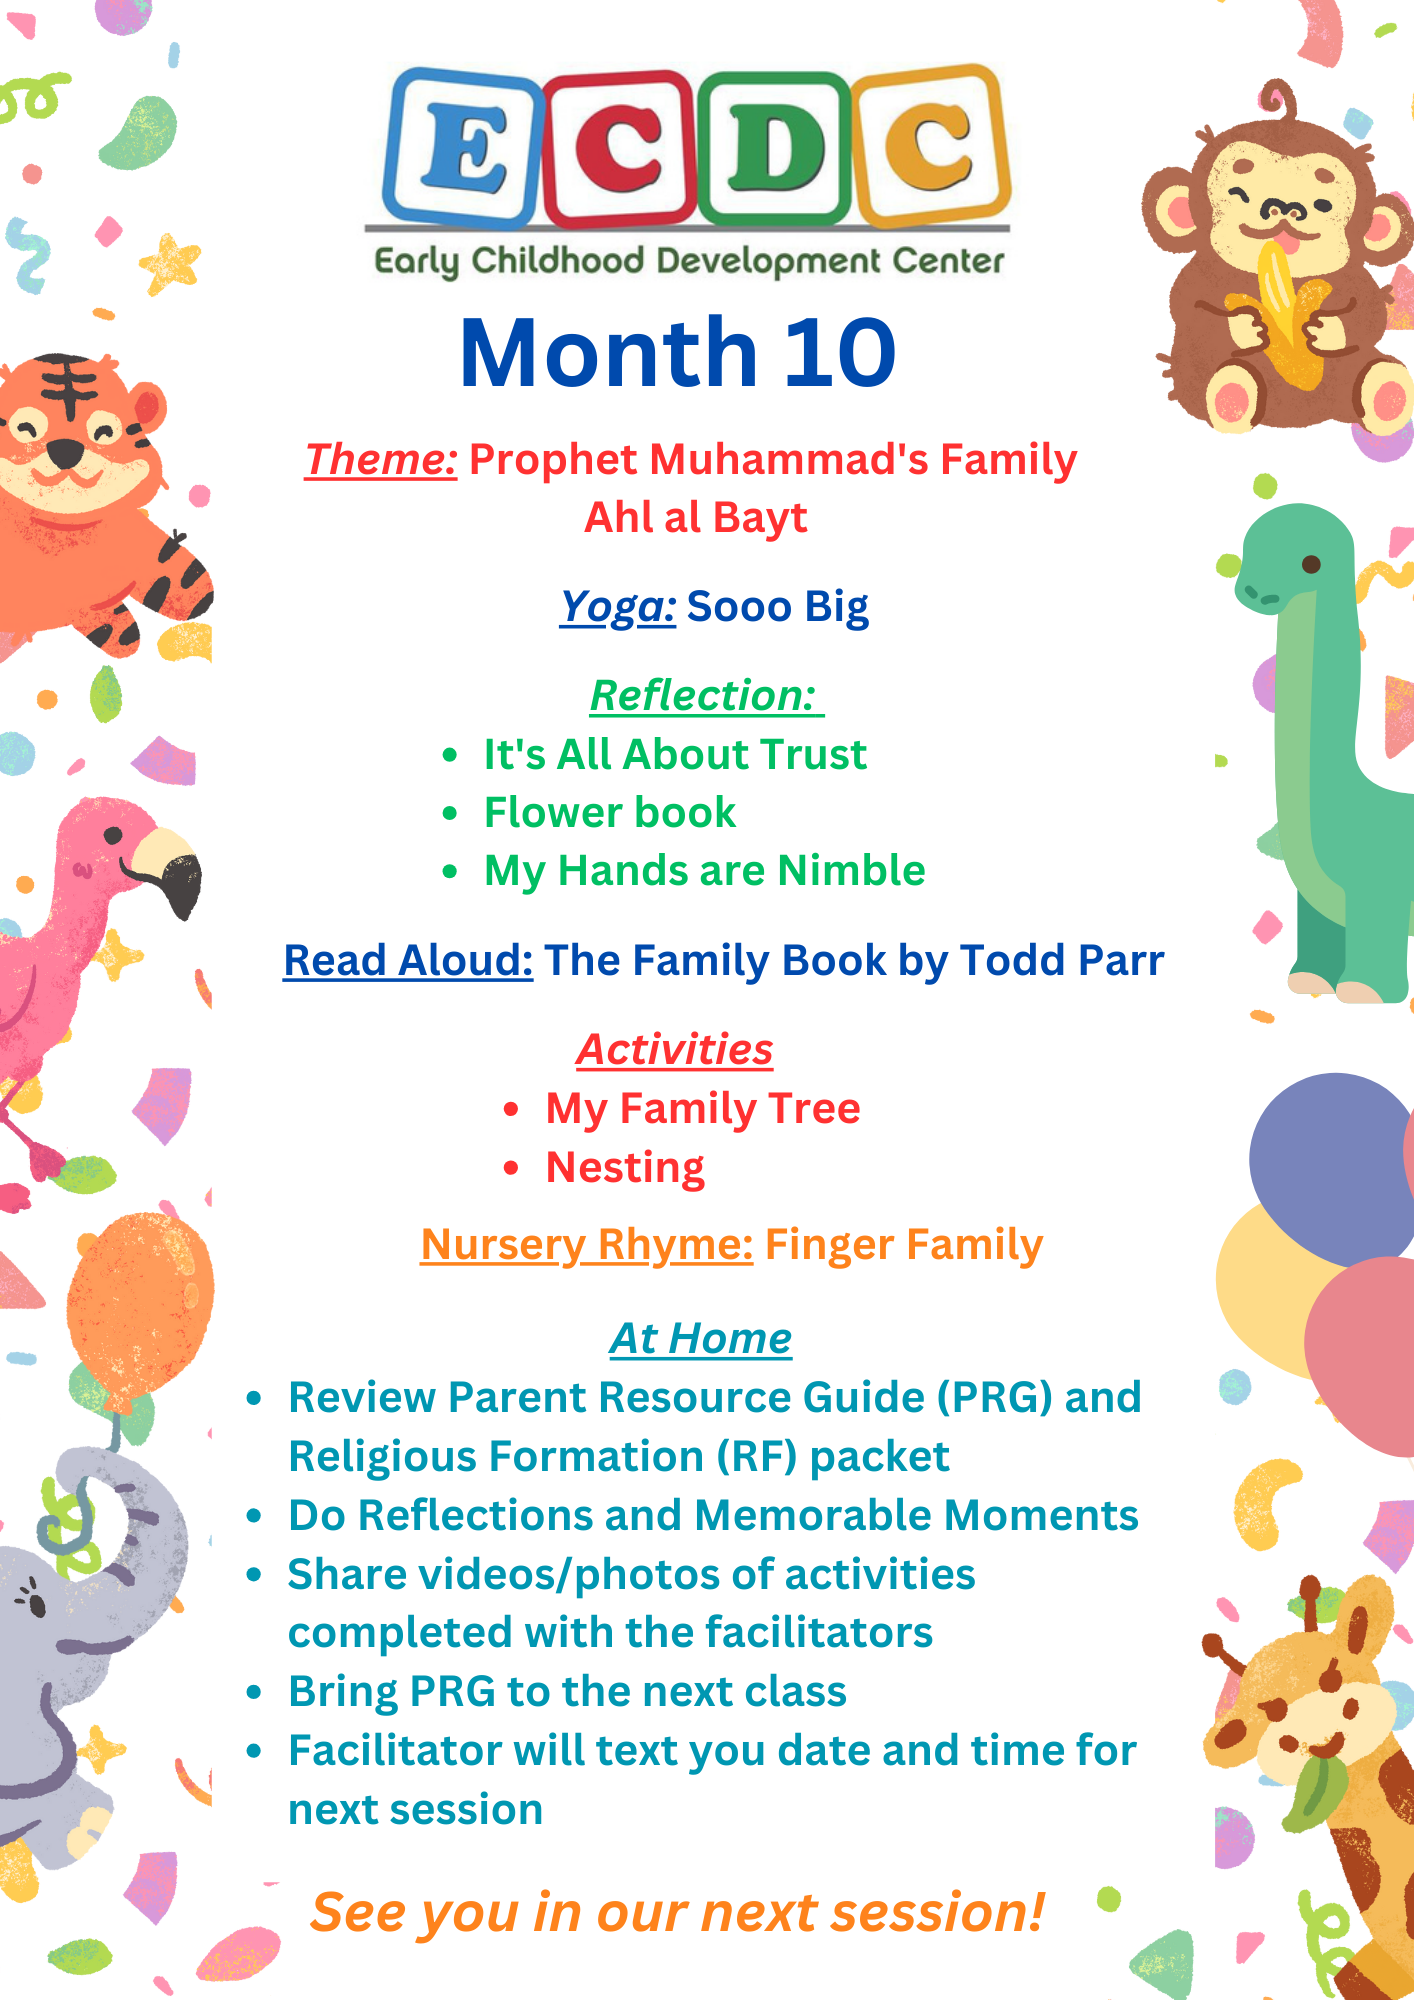 E C D C
Early Childhood Development Center
Month 10
Theme: Prophet Muhammad's Family
Ahl al Bayt
Yoga: Sooo Big
Reflection:
• It's All About Trust
• Flower book
• My Hands are Nimble
Read Aloud: The Family Book by Todd Parr
Activities
• My Family Tree
• Nesting
Nursery Rhyme: Finger Family
At Home
• Review Parent Resource Guide (PRG) and
Religious Formation (RF) packet
• Do Reflections and Memorable Moments
• Share videos/photos of activities
completed with the facilitators
• Bring PRG to the next class
• Facilitator will text you date and time for
next session
See you in our next session!